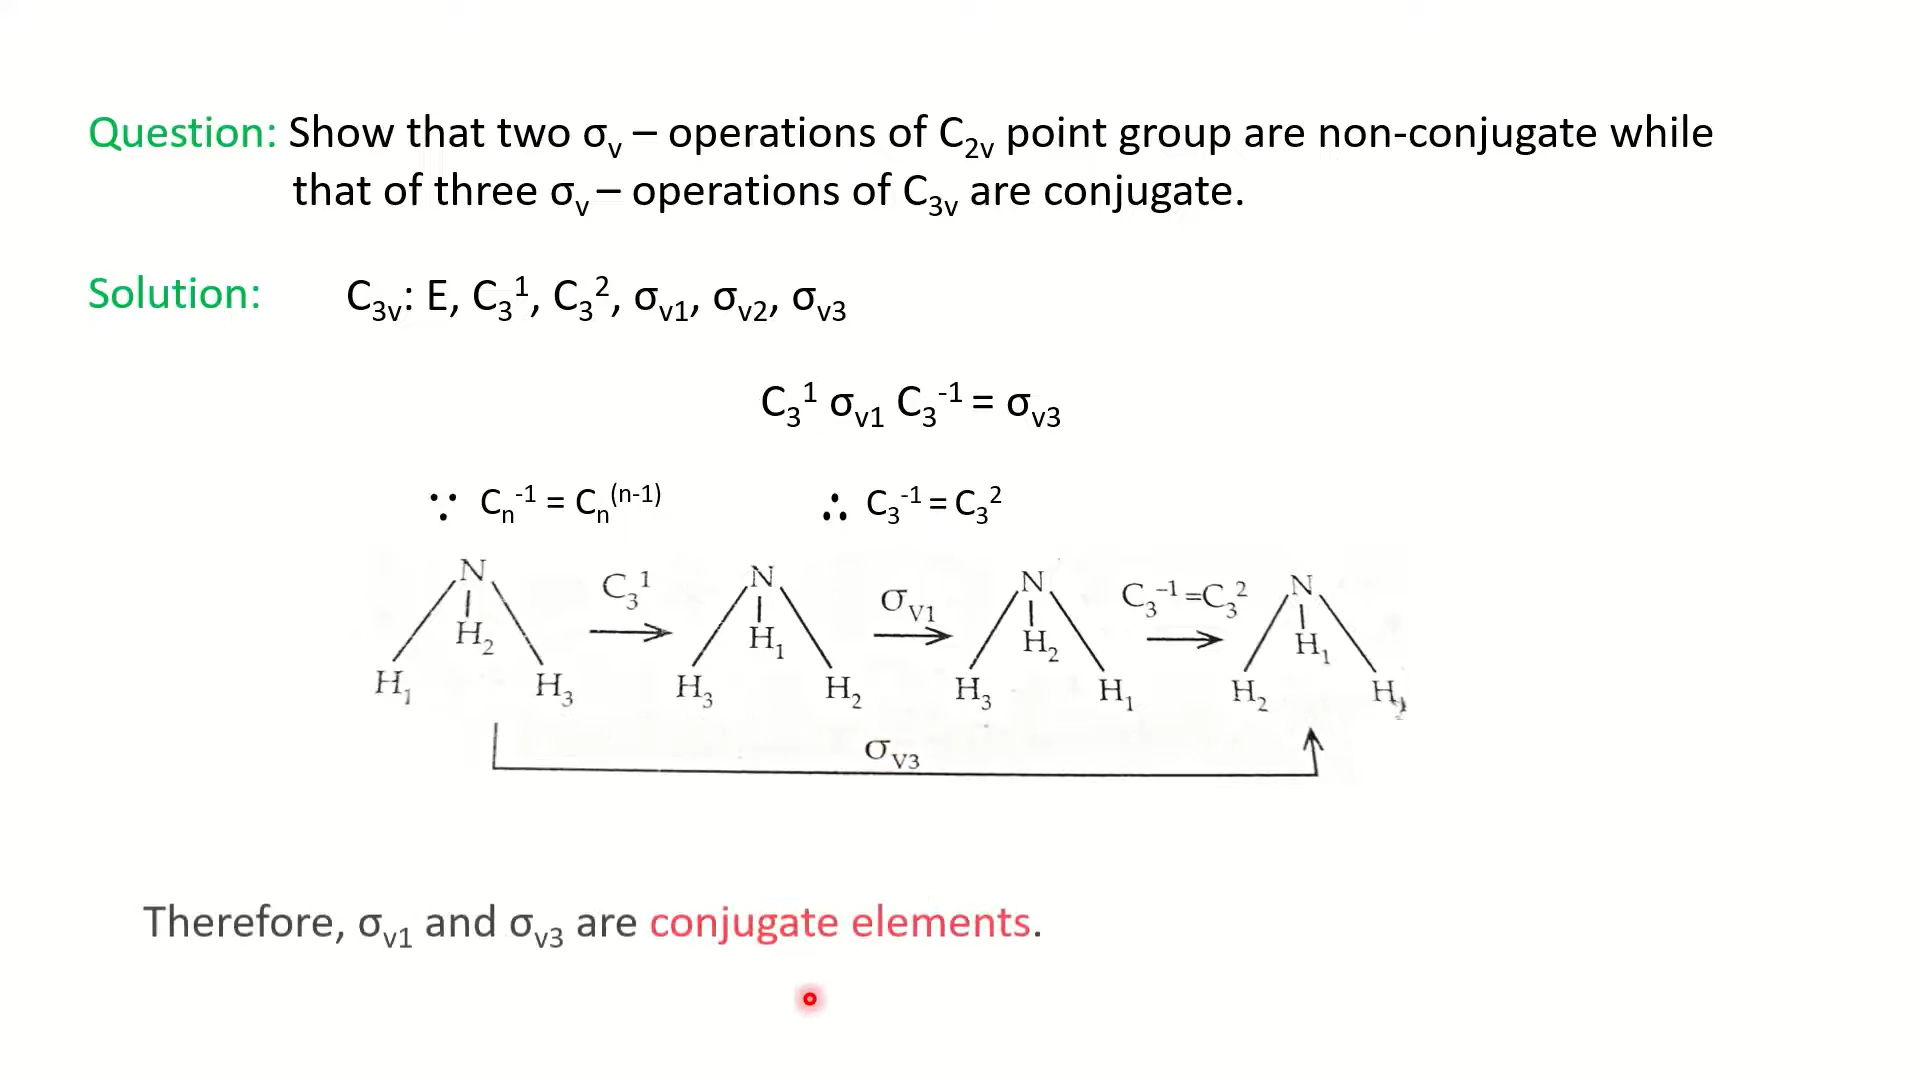 Question: Show that two σᵥ – operations of C₂ᵥ point group are non-conjugate while
that of three σᵥ – operations of C₃ᵥ are conjugate.
Solution: C₃ᵥ: E, C₃¹, C₃², σᵥ₁, σᵥ₂, σᵥ₃
C₃¹ σᵥ₁ C₃⁻¹ = σᵥ₃
∵ Cₙ⁻¹ = Cₙ⁽ⁿ⁻¹⁾ ∴ C₃⁻¹ = C₃²
N C₃¹ N σV1 N C₃⁻¹=C₃² N
H₂ H₁ H₂ H₁
H₁ H₃ H₃ H₂ H₃ H₁ H₂
σV3
Therefore, σᵥ₁ and σᵥ₃ are conjugate elements.